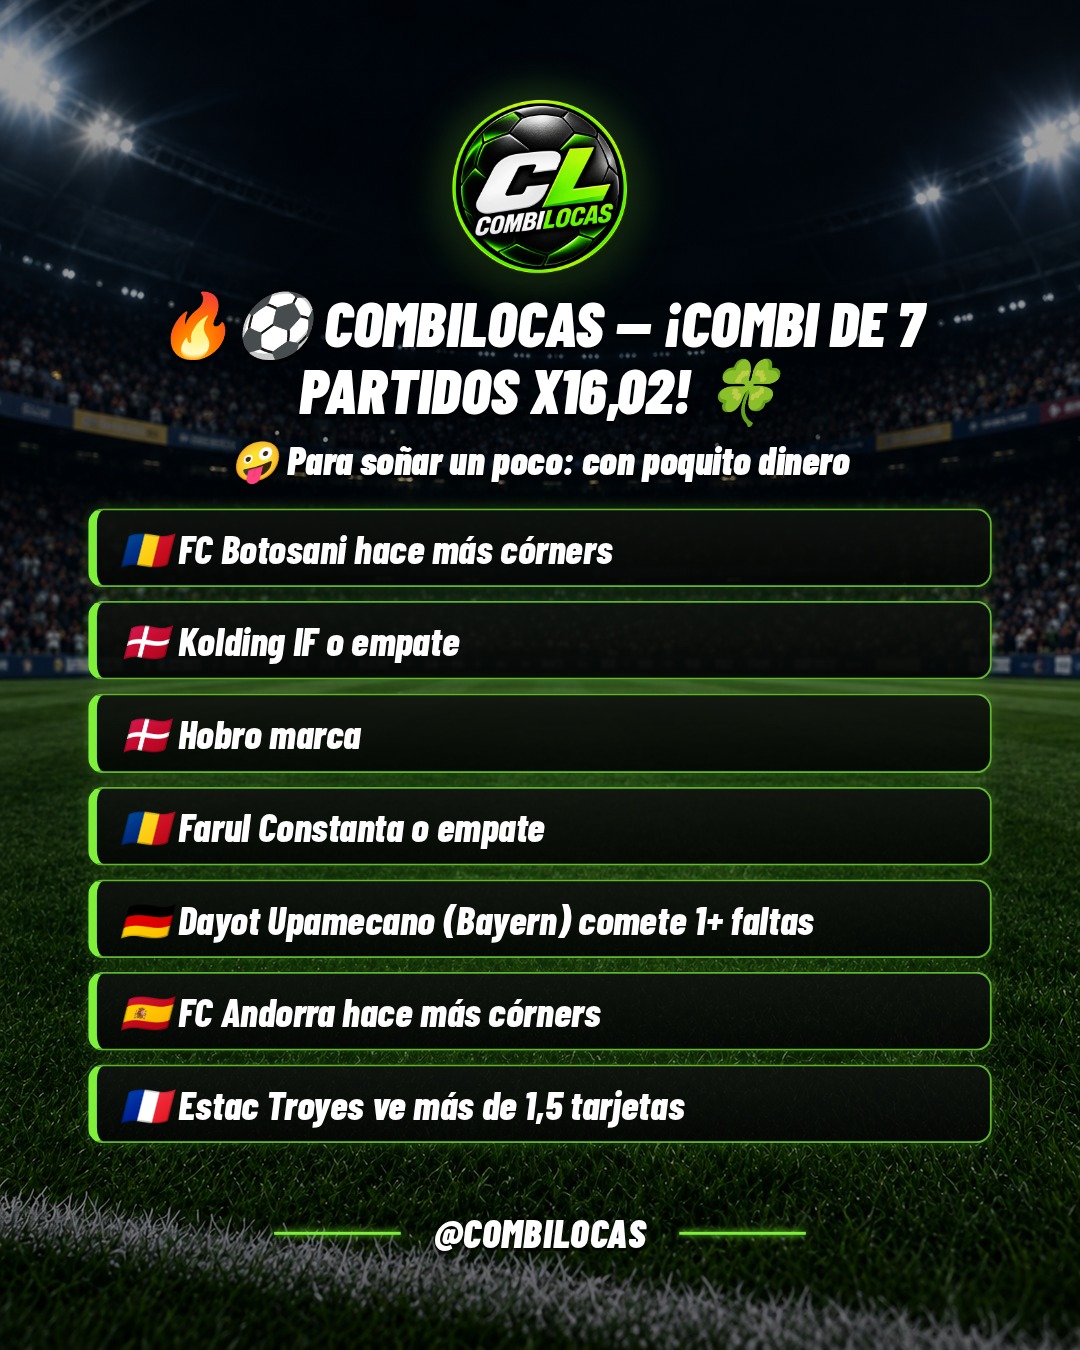 CL
COMBILOCAS
🔥⚽ COMBILOCAS – ¡COMBI DE 7
PARTIDOS X16,02! 🍀
🤪 Para soñar un poco: con poquito dinero
🇷🇴 FC Botosani hace más córners
🇩🇰 Kolding IF o empate
🇩🇰 Hobro marca
🇷🇴 Farul Constanta o empate
🇩🇪 Dayot Upamecano (Bayern) comete 1+ faltas
🇪🇸 FC Andorra hace más córners
🇫🇷 Estac Troyes ve más de 1,5 tarjetas
@COMBILOCAS